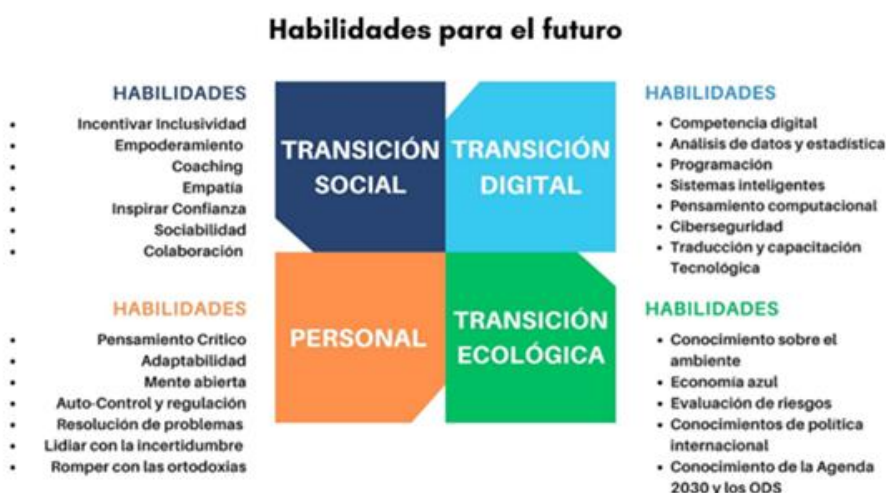 Habilidades para el futuro
HABILIDADES
• Incentivar Inclusividad
• Empoderamiento
• Coaching
• Empatía
• Inspirar Confianza
• Sociabilidad
• Colaboración
TRANSICIÓN
SOCIAL
TRANSICIÓN
DIGITAL
HABILIDADES
• Competencia digital
• Análisis de datos y estadística
• Programación
• Sistemas inteligentes
• Pensamiento computacional
• Ciberseguridad
• Traducción y capacitación
Tecnológica
HABILIDADES
• Pensamiento Crítico
• Adaptabilidad
• Mente abierta
• Auto-Control y regulación
• Resolución de problemas
• Lidiar con la incertidumbre
• Romper con las ortodoxias
PERSONAL
TRANSICIÓN
ECOLÓGICA
HABILIDADES
• Conocimiento sobre el
ambiente
• Economía azul
• Evaluación de riesgos
• Conocimientos de política
internacional
• Conocimiento de la Agenda
2030 y los ODS